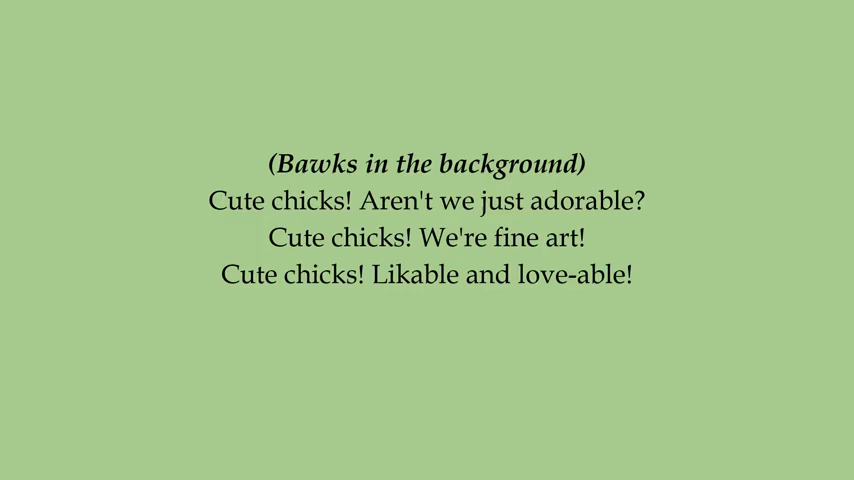 (Bawks in the background)
Cute chicks! Aren't we just adorable?
Cute chicks! We're fine art!
Cute chicks! Likable and love-able!